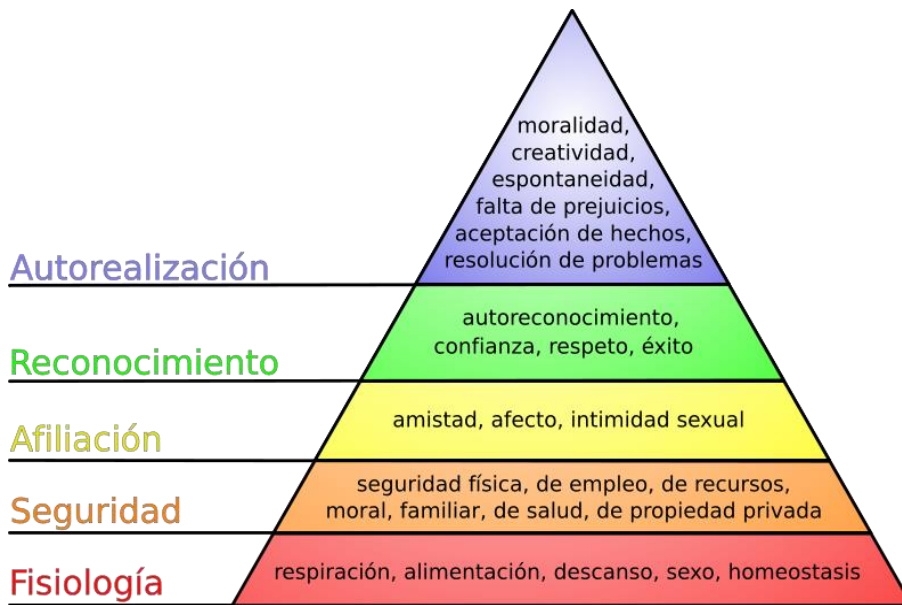 moralidad,
creatividad,
espontaneidad,
falta de prejuicios,
aceptación de hechos,
resolución de problemas
Autorealización
autoreconocimiento,
confianza, respeto, éxito
Reconocimiento
amistad, afecto, intimidad sexual
Afiliación
seguridad física, de empleo, de recursos,
moral, familiar, de salud, de propiedad privada
Seguridad
respiración, alimentación, descanso, sexo, homeostasis
Fisiología